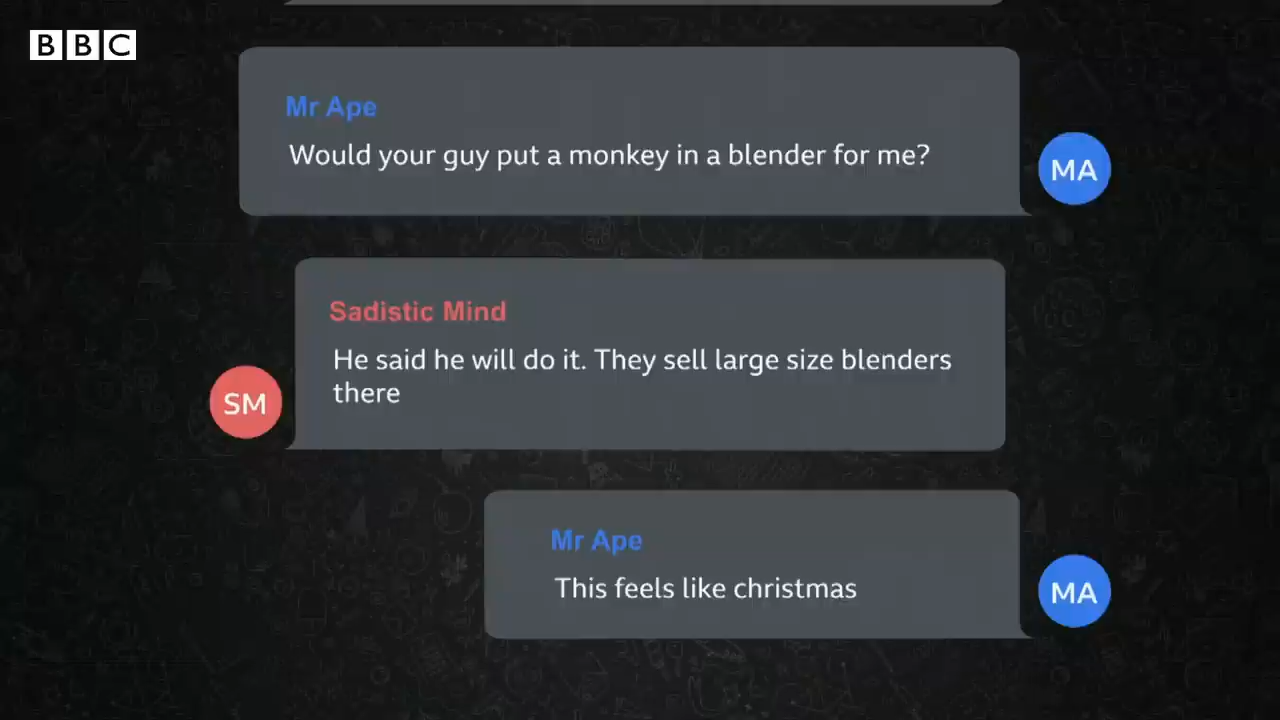 BBC
Mr Ape
Would your guy put a monkey in a blender for me?
MA
Sadistic Mind
He said he will do it. They sell large size blenders
there
SM
Mr Ape
This feels like christmas
MA